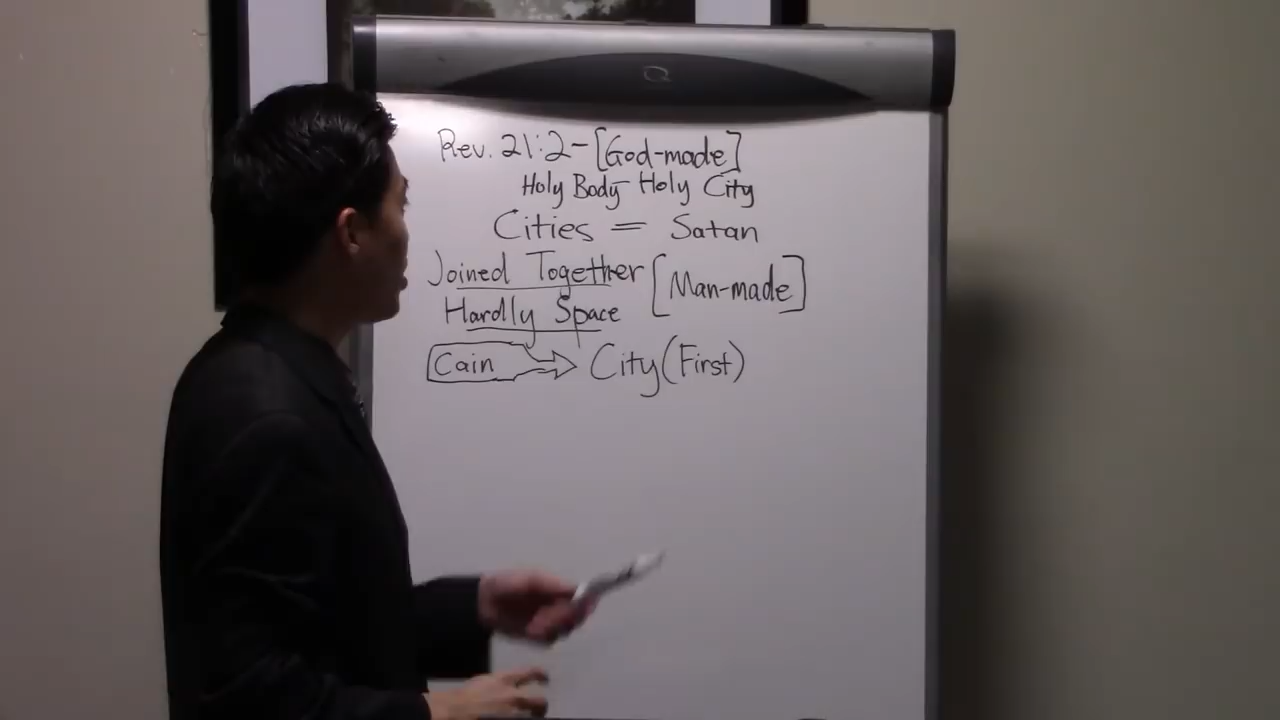 Rev. 21:2-[God-made]
Holy Body Holy City
Cities = Satan
Joined Together [Man-made]
Hardly Space
Cain City (First)